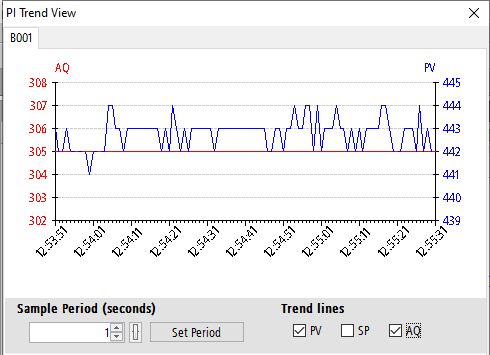 PI Trend View
B001
AQ PV
308 445
307 444
306 443
305 442
304 441
303 440
302 439
12:53:51 12:54:01 12:54:11 12:54:21 12:54:31 12:54:41 12:54:51 12:55:01 12:55:11 12:55:21 12:55:31
Sample Period (seconds) Trend lines
1 Set Period PV SP AQ